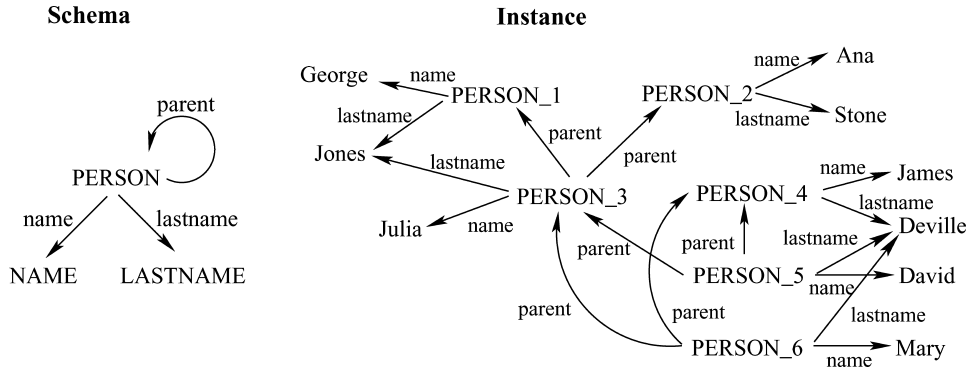 Schema
Instance
parent
PERSON
name
lastname
NAME
LASTNAME
George
name
PERSON_1
lastname
Jones
parent
PERSON_2
name
Ana
lastname
Stone
parent
lastname
PERSON_3
Julia
name
PERSON_4
name
James
lastname
Deville
parent
parent
lastname
PERSON_5
name
David
parent
parent
lastname
PERSON_6
name
Mary